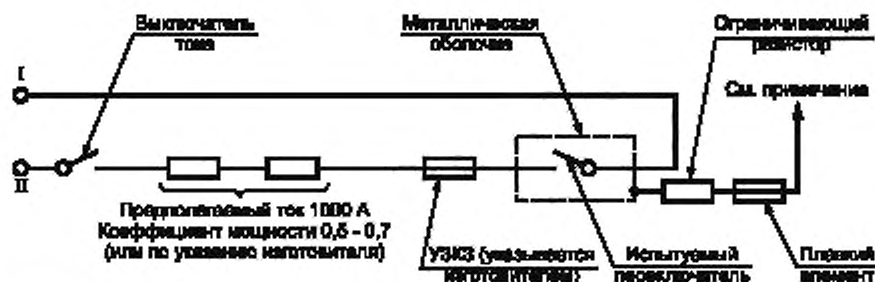 Выключатель
тока
Металлическая
оболочка
Ограничивающий
резистор
I
См. примечание
II
Предполагаемый ток 1000 А
Коэффициент мощности 0,6 - 0,7
(или по указанию изготовителя)
УЗКЗ (указывается
изготовителем)
Испытуемый
переключатель
Плавкий
элемент